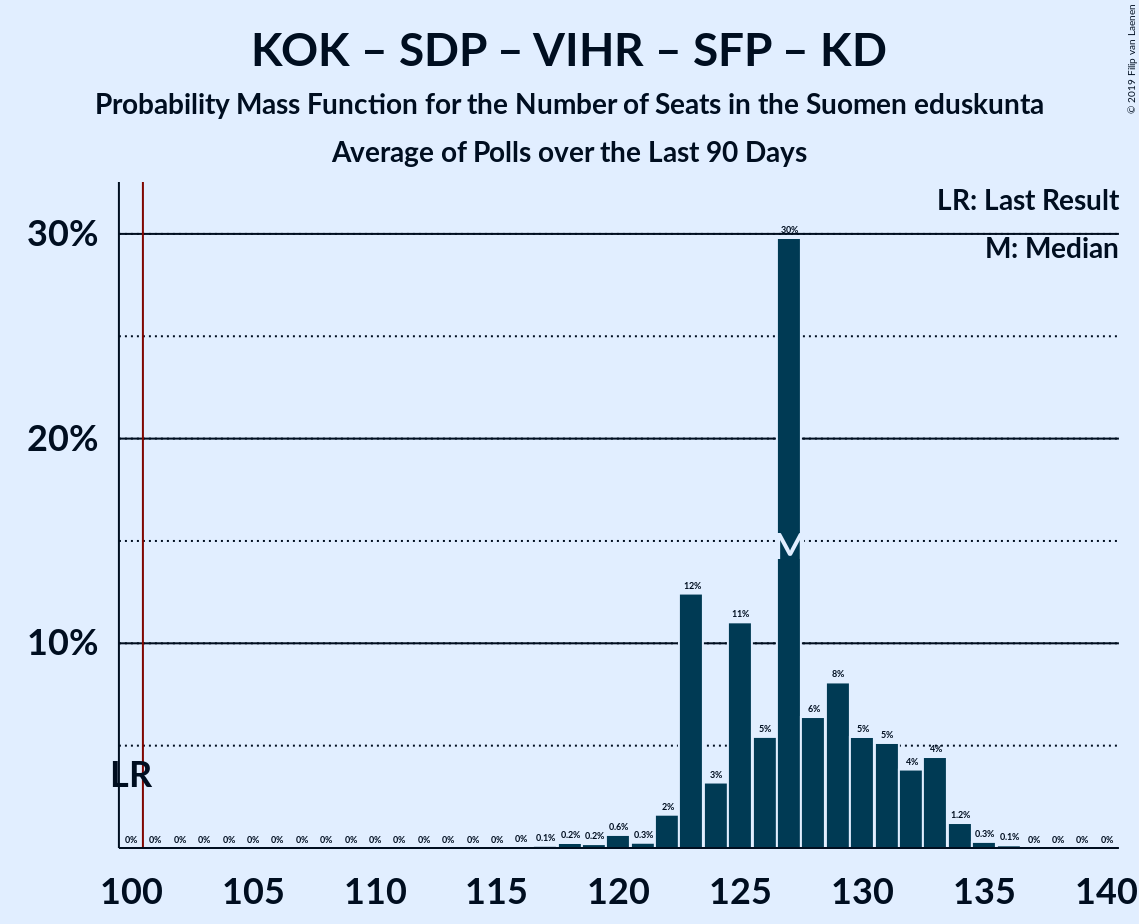 KOK – SDP – VIHR – SFP – KD
Probability Mass Function for the Number of Seats in the Suomen eduskunta
Average of Polls over the Last 90 Days
© 2019 Filip van Laenen
LR: Last Result
M: Median
30%
20%
10%
LR
M
0% 0% 0% 0% 0% 0% 0% 0% 0% 0% 0% 0% 0% 0% 0% 0% 0% 0.1% 0.2% 0.2% 0.6% 0.3% 2% 12% 3% 11% 5% 30% 6% 8% 5% 5% 4% 4% 1.2% 0.3% 0.1% 0% 0% 0% 0%
100 105 110 115 120 125 130 135 140